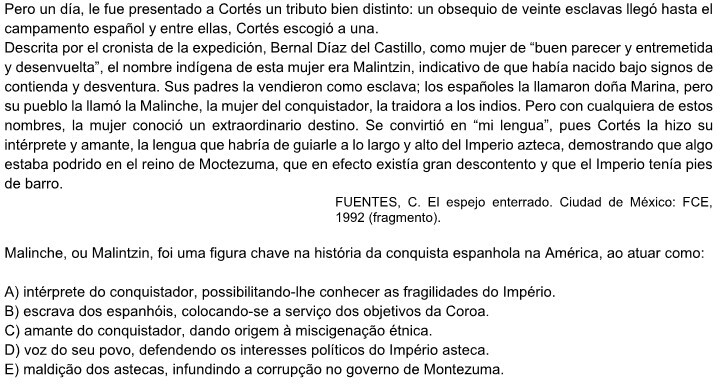 Pero un día, le fue presentado a Cortés un tributo bien distinto: un obsequio de veinte esclavas llegó hasta el
campamento español y entre ellas, Cortés escogió a una.
Descrita por el cronista de la expedición, Bernal Díaz del Castillo, como mujer de “buen parecer y entremetida
y desenvuelta”, el nombre indígena de esta mujer era Malintzin, indicativo de que había nacido bajo signos de
contienda y desventura. Sus padres la vendieron como esclava; los españoles la llamaron doña Marina, pero
su pueblo la llamó la Malinche, la mujer del conquistador, la traidora a los indios. Pero con cualquiera de estos
nombres, la mujer conoció un extraordinario destino. Se convirtió en “mi lengua”, pues Cortés la hizo su
intérprete y amante, la lengua que habría de guiarle a lo largo y alto del Imperio azteca, demostrando que algo
estaba podrido en el reino de Moctezuma, que en efecto existía gran descontento y que el Imperio tenía pies
de barro.
FUENTES, C. El espejo enterrado. Ciudad de México: FCE,
1992 (fragmento).
Malinche, ou Malintzin, foi uma figura chave na história da conquista espanhola na América, ao atuar como:
A) intérprete do conquistador, possibilitando-lhe conhecer as fragilidades do Império.
B) escrava dos espanhóis, colocando-se a serviço dos objetivos da Coroa.
C) amante do conquistador, dando origem à miscigenação étnica.
D) voz do seu povo, defendendo os interesses políticos do Império asteca.
E) maldição dos astecas, infundindo a corrupção no governo de Montezuma.